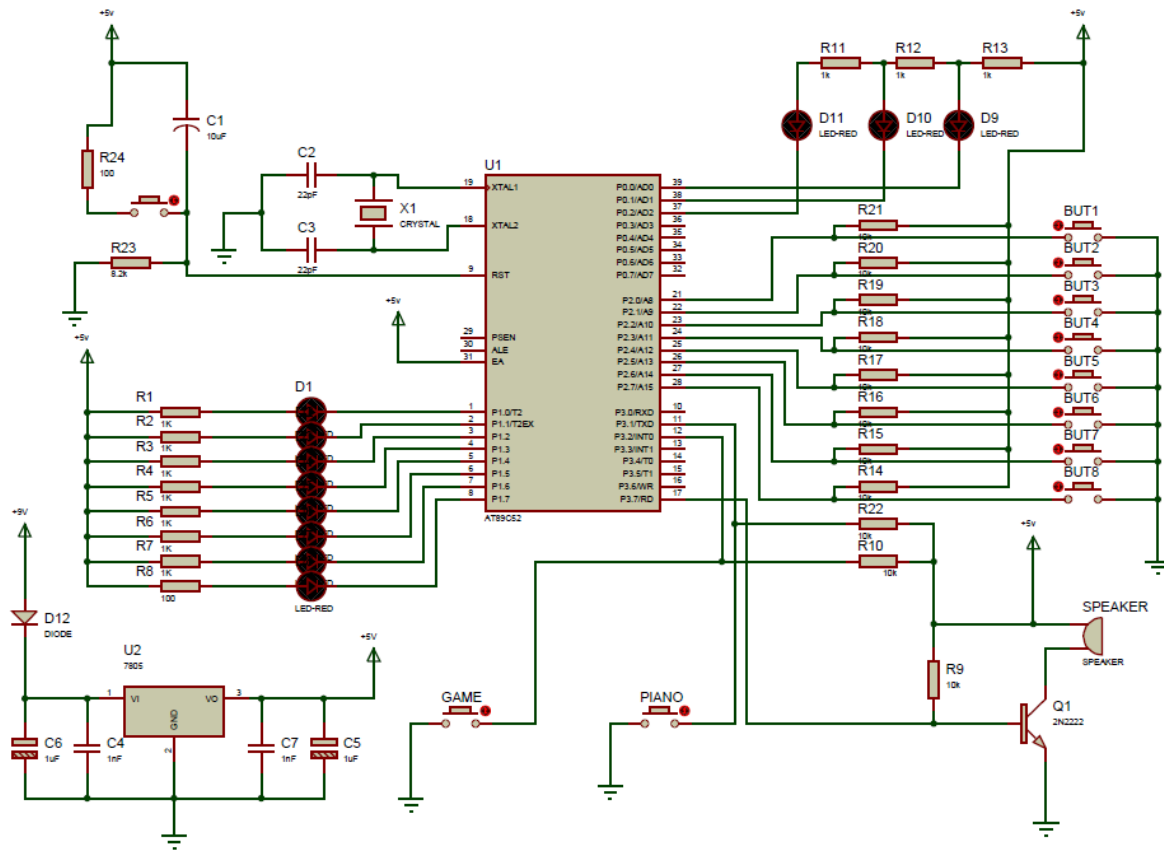 +5v
C1
10uF
R24
100
R23
8.2k
C2
22pF
C3
22pF
X1
CRYSTAL
U1
19 XTAL1
18 XTAL2
9 RST
29 PSEN
30 ALE
31 EA
1 P1.0/T2
2 P1.1/T2EX
3 P1.2
4 P1.3
5 P1.4
6 P1.5
7 P1.6
8 P1.7
P0.0/AD0 39
P0.1/AD1 38
P0.2/AD2 37
P0.3/AD3 36
P0.4/AD4 35
P0.5/AD5 34
P0.6/AD6 33
P0.7/AD7 32
P2.0/A8 21
P2.1/A9 22
P2.2/A10 23
P2.3/A11 24
P2.4/A12 25
P2.5/A13 26
P2.6/A14 27
P2.7/A15 28
P3.0/RXD 10
P3.1/TXD 11
P3.2/INT0 12
P3.3/INT1 13
P3.4/T0 14
P3.5/T1 15
P3.6/WR 16
P3.7/RD 17
AT89C52
+5v
R11
1k
R12
1k
R13
1k
+5v
D11
LED-RED
D10
LED-RED
D9
LED-RED
R21
10k
R20
10k
R19
10k
R18
10k
R17
10k
R16
10k
R15
10k
R14
10k
R22
10k
R10
10k
BUT1
BUT2
BUT3
BUT4
BUT5
BUT6
BUT7
BUT8
+5v
R1
1K
R2
1K
R3
1K
R4
1K
R5
1K
R6
1K
R7
1K
R8
100
D1
LED-RED
+9V
D12
DIODE
U2
7805
1 VI
VO 3
GND
2
+5V
C6
1uF
C4
1nF
C7
1nF
C5
1uF
GAME
PIANO
+5v
R9
10k
SPEAKER
SPEAKER
Q1
2N2222